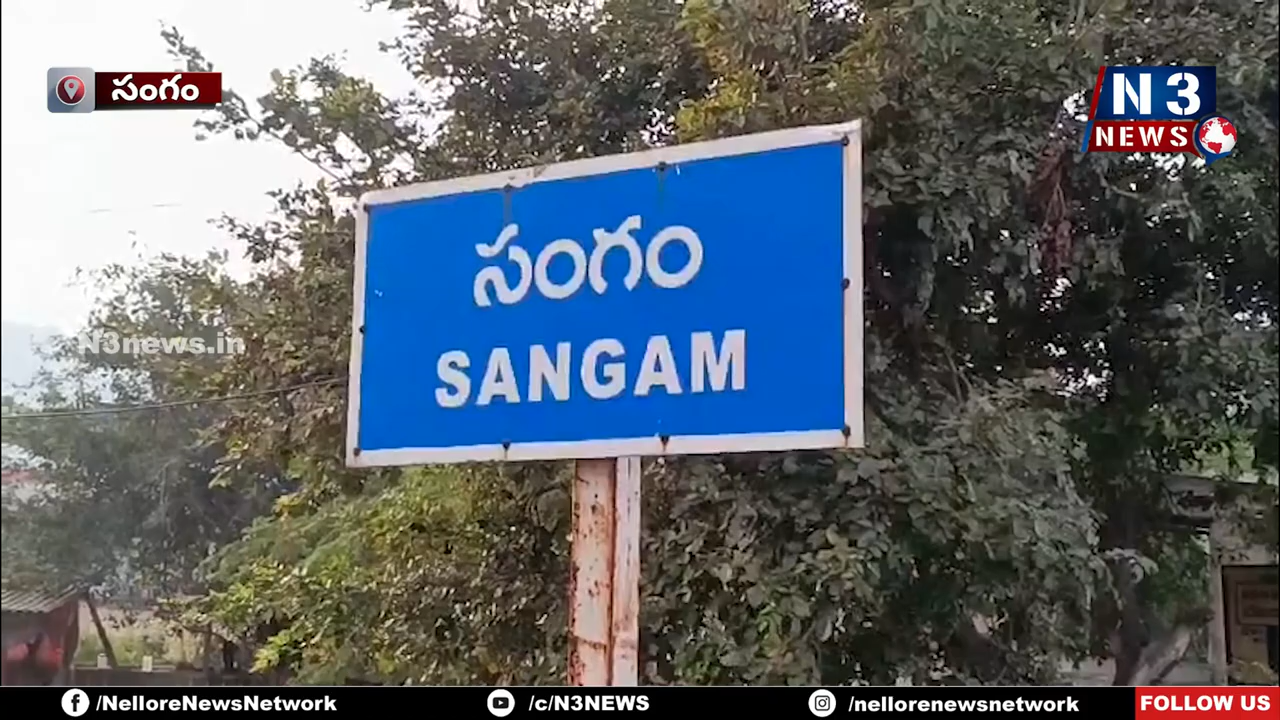 సంగం
N3
NEWS
సంగం
SANGAM
N3news.in
/NelloreNewsNetwork
/c/N3NEWS
/nellorenewsnetwork
FOLLOW US